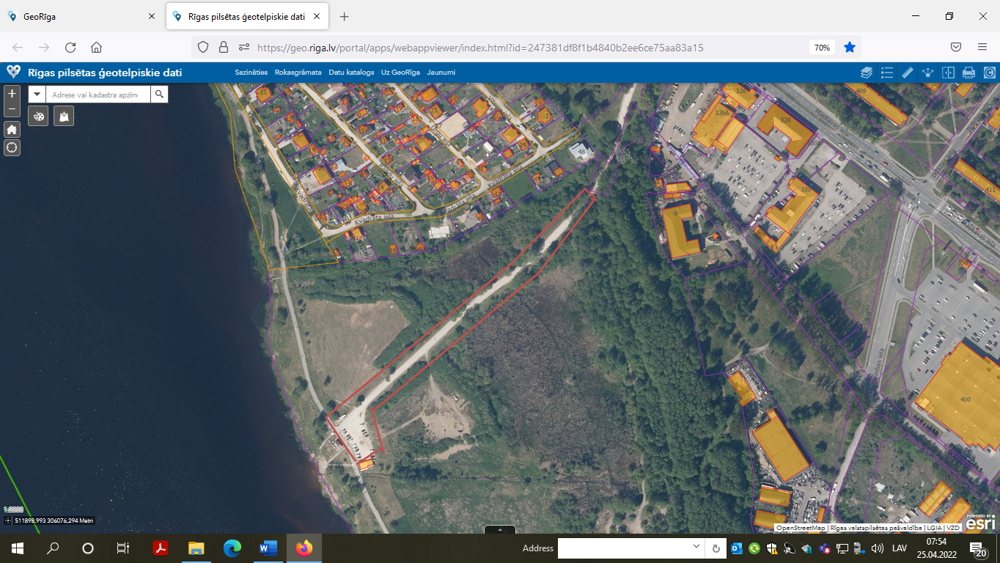 GeoRīga
Rīgas pilsētas ģeotelpiskie dati
https://geo.riga.lv/portal/apps/webappviewer/index.html?id=247381df8f1b4840b2ee6ce75aa83a15
70%
Rīgas pilsētas ģeotelpiskie dati
Sazināties Rokasgrāmata Datu katalogs Uz GeoRīga Jaunumi
Adrese vai kadastra apzīm
409
326A
328
Maskavas iela
48
Kvadrāta iela
Kvadrāta iela
330
411
8
400
1:2000
511898,993 306076,294 Metri
OpenStreetMap | Rīgas valstspilsētas pašvaldība | LGIA | VZD
POWERED BY
esri
Address
LAV
07:54
25.04.2022
20